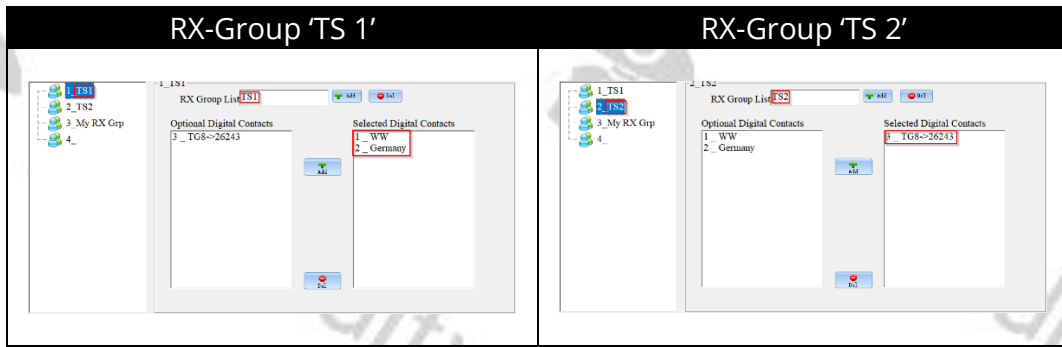 RX-Group ‘TS 1’
1_TS1
2_TS2
3_My RX Grp
4_
1_TS1
RX Group List TS1
Add
Del
Optional Digital Contacts
3 _ TG8->26243
Add
Del
Selected Digital Contacts
1 _ WW
2 _ Germany
RX-Group ‘TS 2’
1_TS1
2_TS2
3_My RX Grp
4_
2_TS2
RX Group List TS2
Add
Del
Optional Digital Contacts
1 _ WW
2 _ Germany
Add
Del
Selected Digital Contacts
3 _ TG8->26243